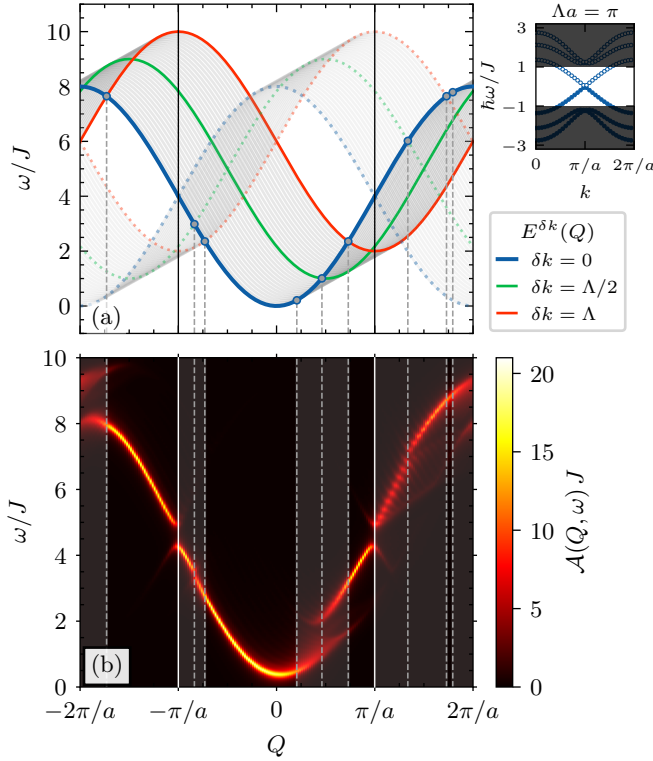 10
8
6
4
2
0
ω/J
(a)
Λa = π
3
1
−1
−3
ℏω/J
0
π/a
2π/a
k
E^{δk}(Q)
δk = 0
δk = Λ/2
δk = Λ
10
8
6
4
2
0
ω/J
(b)
−2π/a
−π/a
0
π/a
2π/a
Q
20
15
10
5
0
𝒜(Q, ω) J